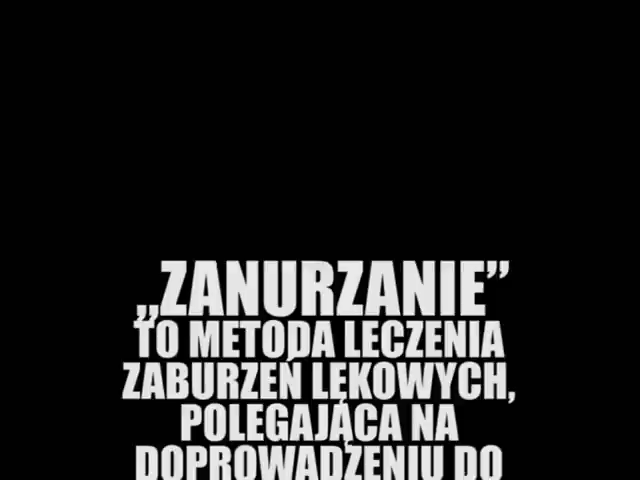 „ZANURZANIE”
TO METODA LECZENIA
ZABURZEŃ LĘKOWYCH,
POLEGAJĄCA NA
DOPROWADZENIU DO